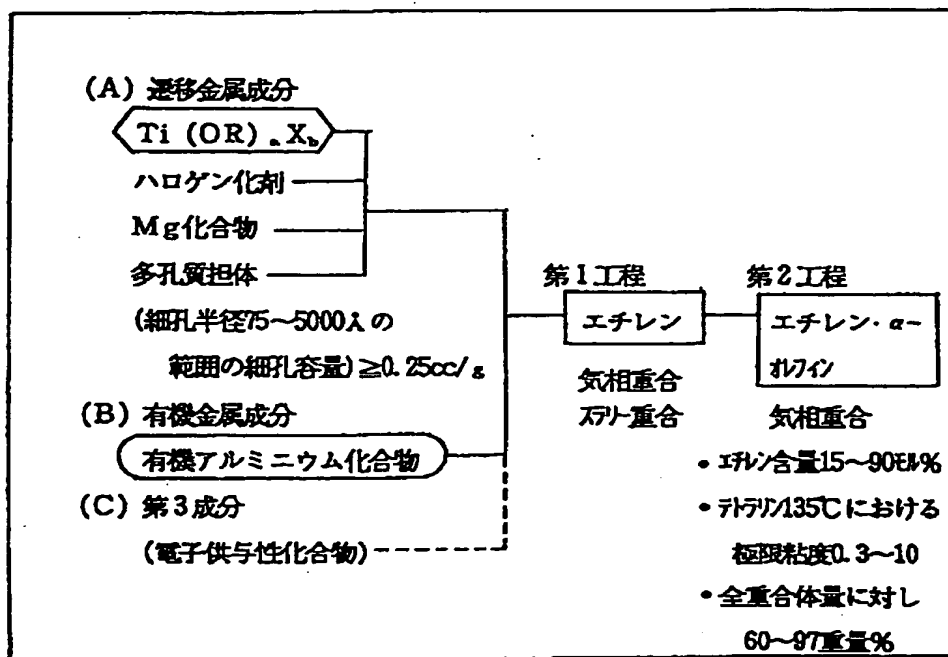 (A) 遷移金属成分
Ti (OR)ₐXᵦ
ハロゲン化剤
Mg化合物
多孔質担体
(細孔半径75～5000Åの
範囲の細孔容量)≧0.25cc/g
(B) 有機金属成分
有機アルミニウム化合物
(C) 第3成分
(電子供与性化合物)
第1工程
エチレン
気相重合
スラリー重合
第2工程
エチレン・α-
オレフィン
気相重合
• エチレン含量15～90モル%
• テトラリン135℃における
極限粘度0.3～10
• 全重合体量に対し
60～97重量%